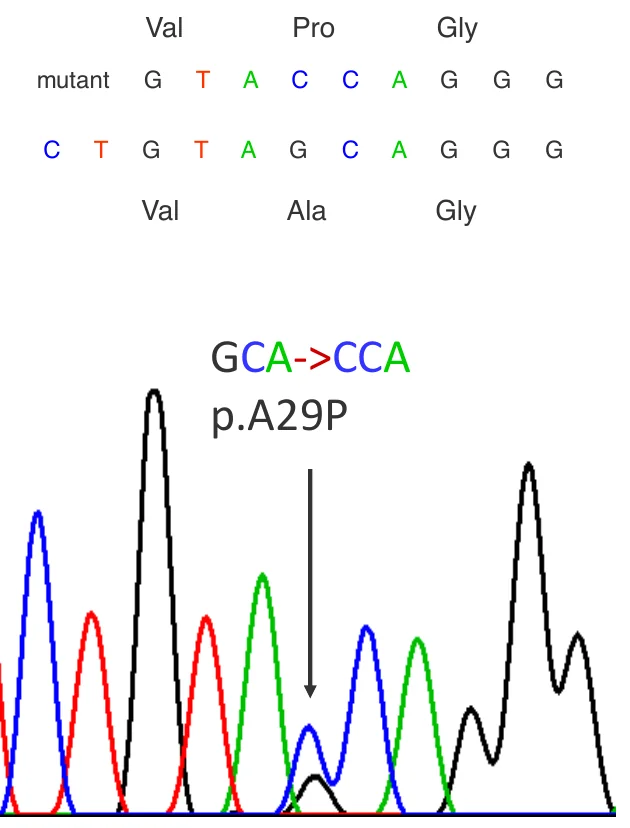 Val Pro Gly
mutant G T A C C A G G G
C T G T A G C A G G G
Val Ala Gly
GCA->CCA
p.A29P